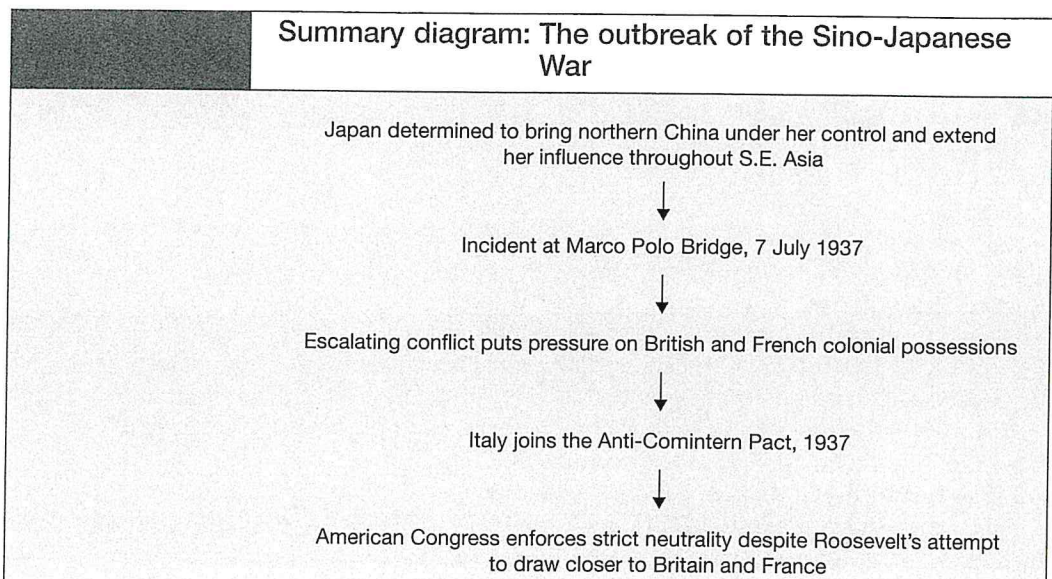 Summary diagram: The outbreak of the Sino-Japanese
War
Japan determined to bring northern China under her control and extend
her influence throughout S.E. Asia
Incident at Marco Polo Bridge, 7 July 1937
Escalating conflict puts pressure on British and French colonial possessions
Italy joins the Anti-Comintern Pact, 1937
American Congress enforces strict neutrality despite Roosevelt's attempt
to draw closer to Britain and France